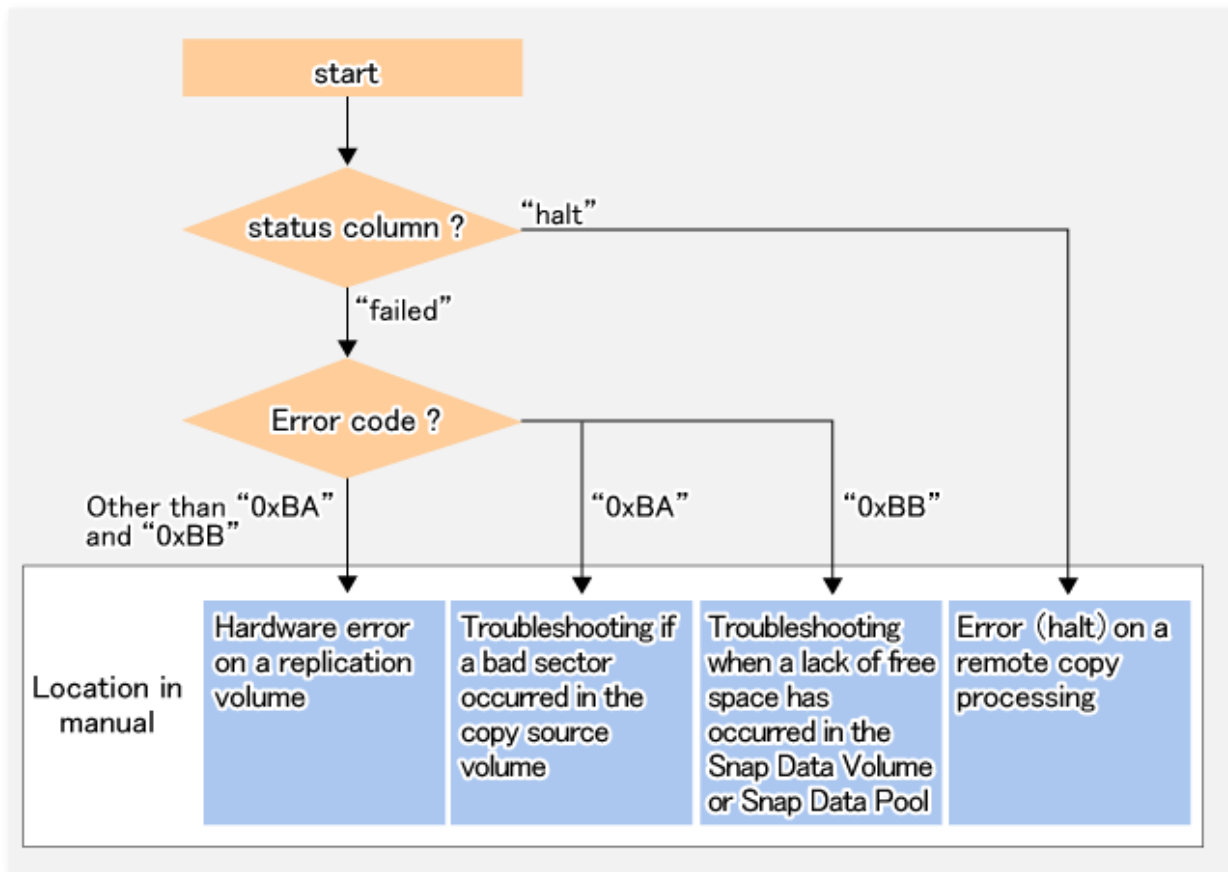 start
status column ?
“halt”
“failed”
Error code ?
Other than “0xBA”
and “0xBB”
“0xBA”
“0xBB”
Location in
manual
Hardware error
on a replication
volume
Troubleshooting if
a bad sector
occurred in the
copy source
volume
Troubleshooting
when a lack of free
space has
occurred in the
Snap Data Volume
or Snap Data Pool
Error (halt) on a
remote copy
processing